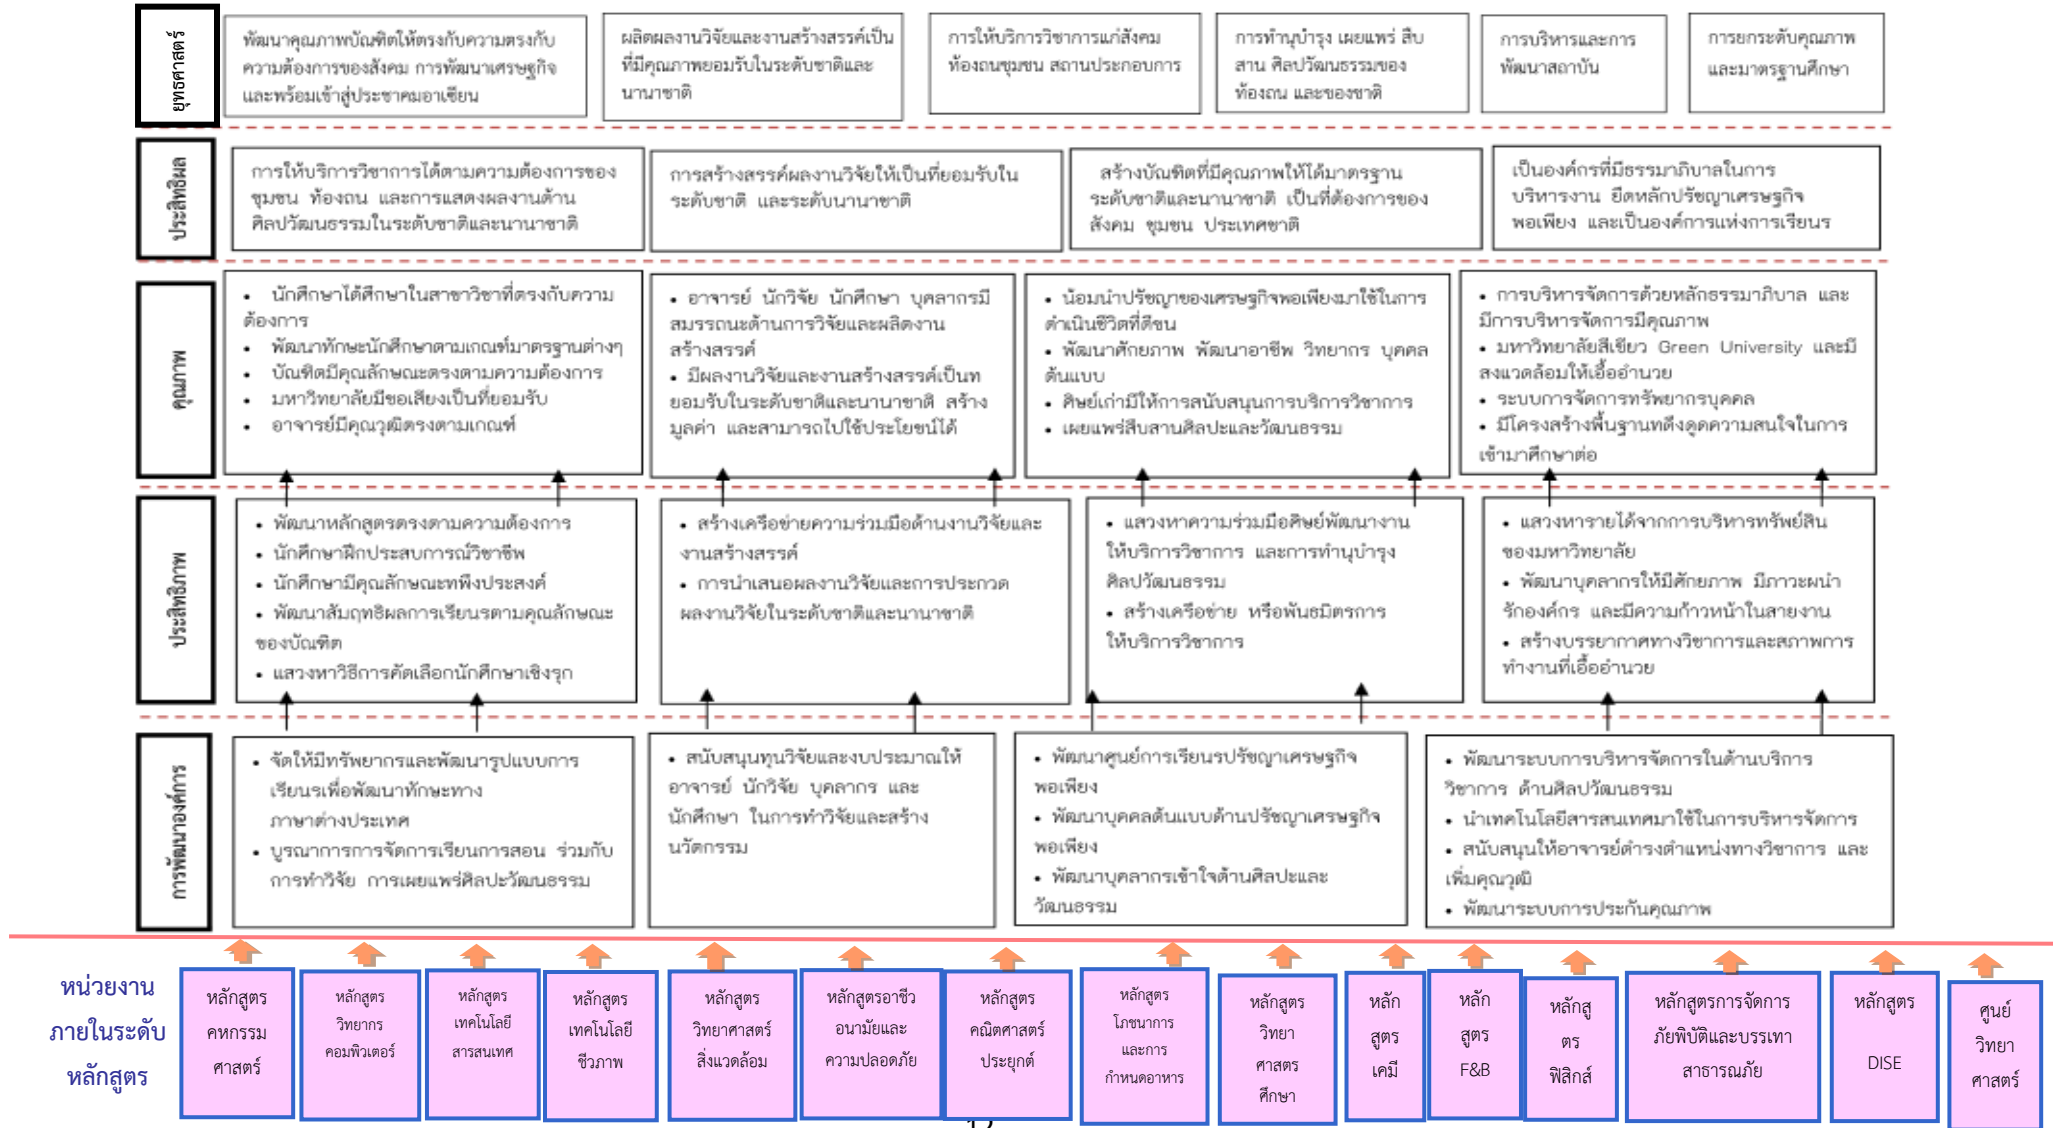 ยุทธศาสตร์
พัฒนาคุณภาพบัณฑิตให้ตรงกับความตรงกับ
ความต้องการของสังคม การพัฒนาเศรษฐกิจ
และพร้อมเข้าสู่ประชาคมอาเซียน
ผลิตผลงานวิจัยและงานสร้างสรรค์เป็น
ที่มีคุณภาพยอมรับในระดับชาติและ
นานาชาติ
การให้บริการวิชาการแก่สังคม
ท้องถนชุมชน สถานประกอบการ
การทำนุบำรุง เผยแพร่ สืบ
สาน ศิลปวัฒนธรรมของ
ท้องถน และของชาติ
การบริหารและการ
พัฒนาสถาบัน
การยกระดับคุณภาพ
และมาตรฐานศึกษา
ประสิทธิผล
การให้บริการวิชาการได้ตามความต้องการของ
ชุมชน ท้องถน และการแสดงผลงานด้าน
ศิลปวัฒนธรรมในระดับชาติและนานาชาติ
การสร้างสรรค์ผลงานวิจัยให้เป็นที่ยอมรับใน
ระดับชาติ และระดับนานาชาติ
สร้างบัณฑิตที่มีคุณภาพให้ได้มาตรฐาน
ระดับชาติและนานาชาติ เป็นที่ต้องการของ
สังคม ชุมชน ประเทศชาติ
เป็นองค์กรที่มีธรรมาภิบาลในการ
บริหารงาน ยึดหลักปรัชญาเศรษฐกิจ
พอเพียง และเป็นองค์การแห่งการเรียนร
คุณภาพ
• นักศึกษาได้ศึกษาในสาขาวิชาที่ตรงกับความ
ต้องการ
• พัฒนาทักษะนักศึกษาตามเกณฑ์มาตรฐานต่างๆ
• บัณฑิตมีคุณลักษณะตรงตามความต้องการ
• มหาวิทยาลัยมีชอเสียงเป็นที่ยอมรับ
• อาจารย์มีคุณวุฒิตรงตามเกณฑ์
• อาจารย์ นักวิจัย นักศึกษา บุคลากรมี
สมรรถนะด้านการวิจัยและผลิตงาน
สร้างสรรค์
• มีผลงานวิจัยและงานสร้างสรรค์เป็นท
ยอมรับในระดับชาติและนานาชาติ สร้าง
มูลค่า และสามารถไปใช้ประโยชน์ได้
• น้อมนำปรัชญาของเศรษฐกิจพอเพียงมาใช้ในการ
ดำเนินชีวิตที่ดีขน
• พัฒนาศักยภาพ พัฒนาอาชีพ วิทยากร บุคคล
ต้นแบบ
• ศิษย์เก่ามีให้การสนับสนุนการบริการวิชาการ
• เผยแพร่สืบสานศิลปะและวัฒนธรรม
• การบริหารจัดการด้วยหลักธรรมาภิบาล และ
มีการบริหารจัดการมีคุณภาพ
• มหาวิทยาลัยสีเขียว Green University และมี
สงแวดล้อมให้เอื้ออำนวย
• ระบบการจัดการทรัพยากรบุคคล
• มีโครงสร้างพื้นฐานทดึงดูดความสนใจในการ
เข้ามาศึกษาต่อ
ประสิทธิภาพ
• พัฒนาหลักสูตรตรงตามความต้องการ
• นักศึกษาฝึกประสบการณ์วิชาชีพ
• นักศึกษามีคุณลักษณะทพึงประสงค์
• พัฒนาสัมฤทธิผลการเรียนรตามคุณลักษณะ
ของบัณฑิต
• แสวงหาวิธีการคัดเลือกนักศึกษาเชิงรุก
• สร้างเครือข่ายความร่วมมือด้านงานวิจัยและ
งานสร้างสรรค์
• การนำเสนอผลงานวิจัยและการประกวด
ผลงานวิจัยในระดับชาติและนานาชาติ
• แสวงหาความร่วมมือศิษย์พัฒนางาน
ให้บริการวิชาการ และการทำนุบำรุง
ศิลปวัฒนธรรม
• สร้างเครือข่าย หรือพันธมิตรการ
ให้บริการวิชาการ
• แสวงหารายได้จากการบริหารทรัพย์สิน
ของมหาวิทยาลัย
• พัฒนาบุคลากรให้มีศักยภาพ มีภาวะผนำ
รักองค์กร และมีความก้าวหน้าในสายงาน
• สร้างบรรยากาศทางวิชาการและสภาพการ
ทำงานที่เอื้ออำนวย
การพัฒนาองค์การ
• จัดให้มีทรัพยากรและพัฒนารูปแบบการ
เรียนรเพื่อพัฒนาทักษะทาง
ภาษาต่างประเทศ
• บูรณาการการจัดการเรียนการสอน ร่วมกับ
การทำวิจัย การเผยแพร่ศิลปะวัฒนธรรม
• สนับสนุนทุนวิจัยและงบประมาณให้
อาจารย์ นักวิจัย บุคลากร และ
นักศึกษา ในการทำวิจัยและสร้าง
นวัตกรรม
• พัฒนาศูนย์การเรียนรปรัชญาเศรษฐกิจ
พอเพียง
• พัฒนาบุคคลต้นแบบด้านปรัชญาเศรษฐกิจ
พอเพียง
• พัฒนาบุคลากรเข้าใจด้านศิลปะและ
วัฒนธรรม
• พัฒนาระบบการบริหารจัดการในด้านบริการ
วิชาการ ด้านศิลปวัฒนธรรม
• นำเทคโนโลยีสารสนเทศมาใช้ในการบริหารจัดการ
• สนับสนุนให้อาจารย์ดำรงตำแหน่งทางวิชาการ และ
เพิ่มคุณวุฒิ
• พัฒนาระบบการประกันคุณภาพ
หน่วยงาน
ภายในระดับ
หลักสูตร
หลักสูตร
คหกรรม
ศาสตร์
หลักสูตร
วิทยากร
คอมพิวเตอร์
หลักสูตร
เทคโนโลยี
สารสนเทศ
หลักสูตร
เทคโนโลยี
ชีวภาพ
หลักสูตร
วิทยาศาสตร์
สิ่งแวดล้อม
หลักสูตรอาชีว
อนามัยและ
ความปลอดภัย
หลักสูตร
คณิตศาสตร์
ประยุกต์
หลักสูตร
โภชนาการ
และการ
กำหนดอาหาร
หลักสูตร
วิทยา
ศาสตร
ศึกษา
หลัก
สูตร
เคมี
หลัก
สูตร
F&B
หลักสู
ตร
ฟิสิกส์
หลักสูตรการจัดการ
ภัยพิบัติและบรรเทา
สาธารณภัย
หลักสูตร
DISE
ศูนย์
วิทยา
ศาสตร์